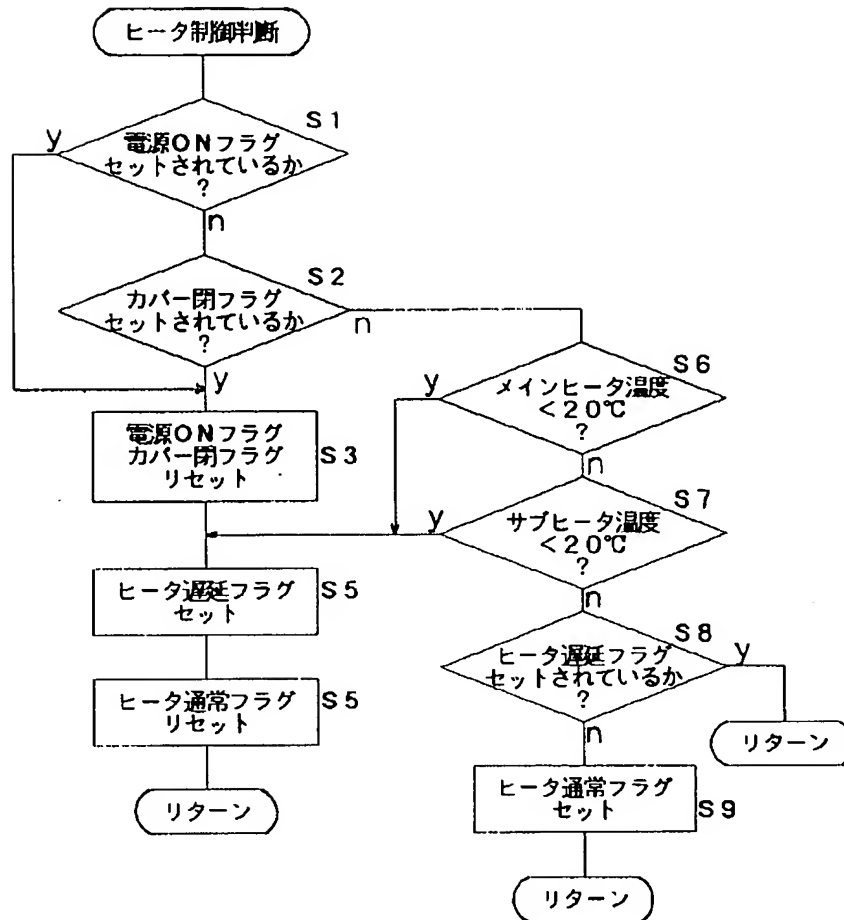 ヒータ制御判断
S1
y
電源ONフラグ
セットされているか
?
n
S2
カバー閉フラグ
セットされているか
?
n
y
S6
y
メインヒータ温度
<20℃
?
n
電源ONフラグ
カバー閉フラグ
リセット
S3
S7
y
サブヒータ温度
<20℃
?
n
ヒータ遅延フラグ
セット
S5
S8
ヒータ遅延フラグ
セットされているか
?
y
n
ヒータ通常フラグ
リセット
S5
リターン
リターン
ヒータ通常フラグ
セット
S9
リターン